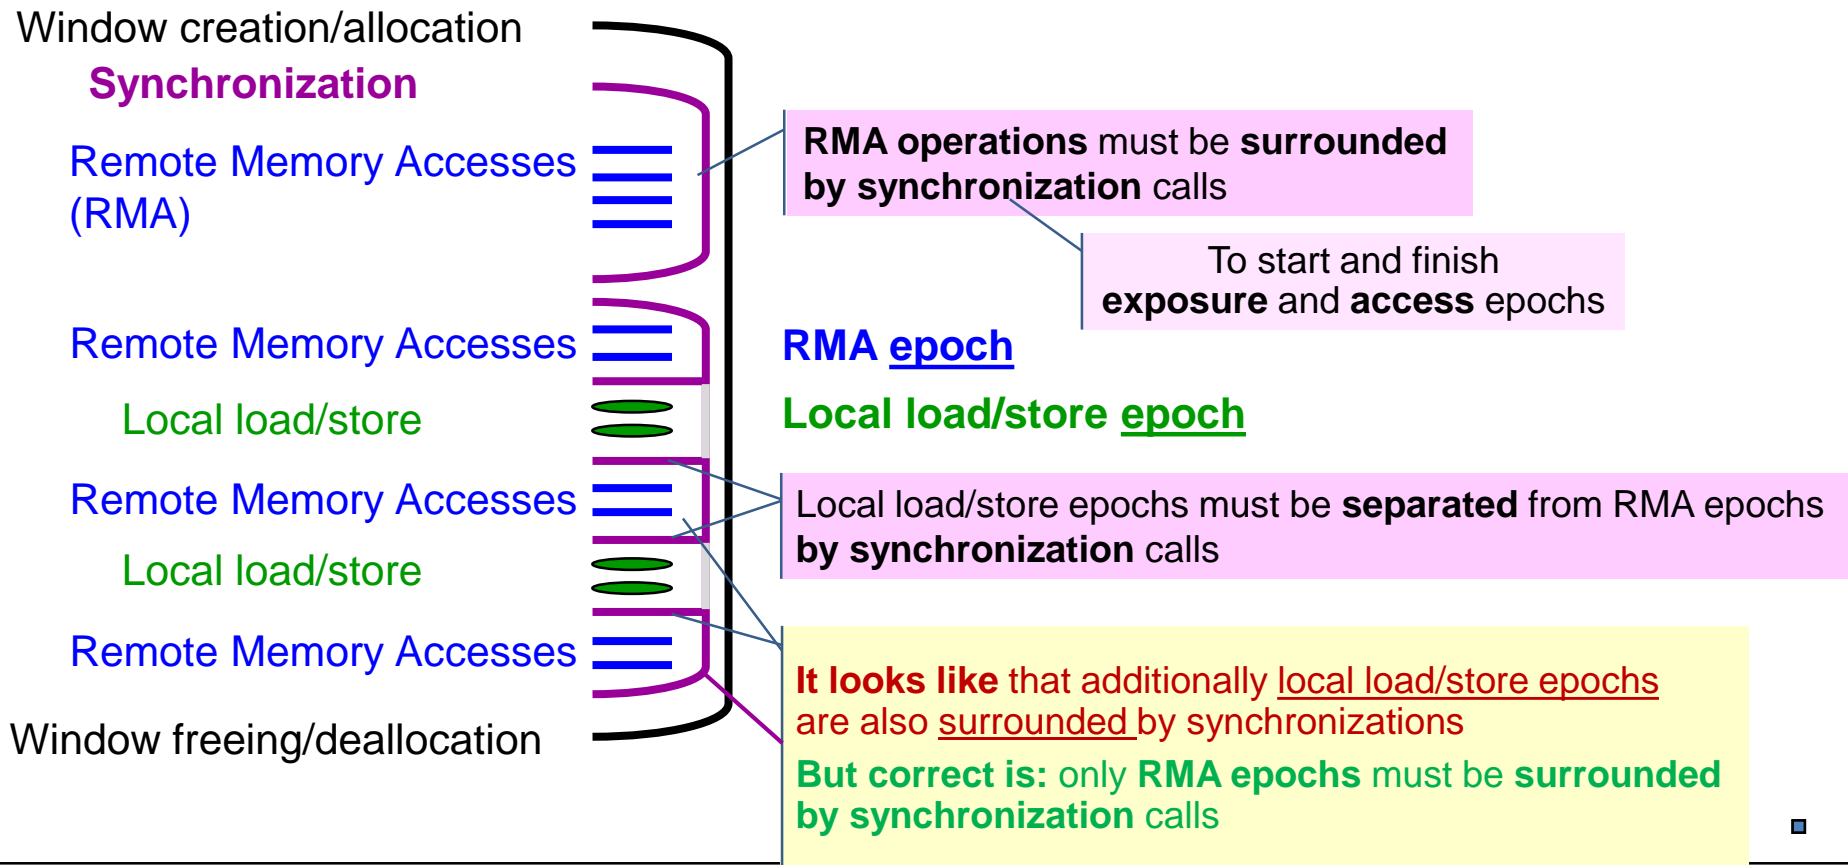 Window creation/allocation
Synchronization
Remote Memory Accesses
(RMA)
RMA operations must be surrounded
by synchronization calls
To start and finish
exposure and access epochs
Remote Memory Accesses
RMA epoch
Local load/store
Local load/store epoch
Remote Memory Accesses
Local load/store epochs must be separated from RMA epochs
by synchronization calls
Local load/store
Remote Memory Accesses
It looks like that additionally local load/store epochs
are also surrounded by synchronizations
Window freeing/deallocation
But correct is: only RMA epochs must be surrounded
by synchronization calls